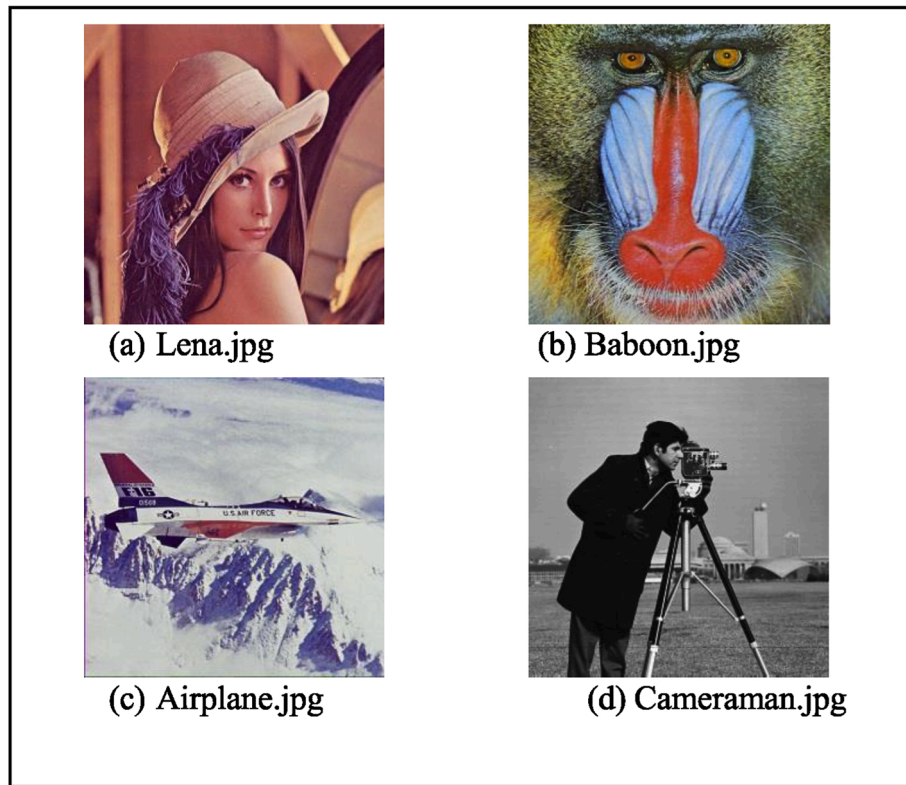 (a) Lena.jpg
(b) Baboon.jpg
F16
U.S. AIR FORCE
(c) Airplane.jpg
(d) Cameraman.jpg